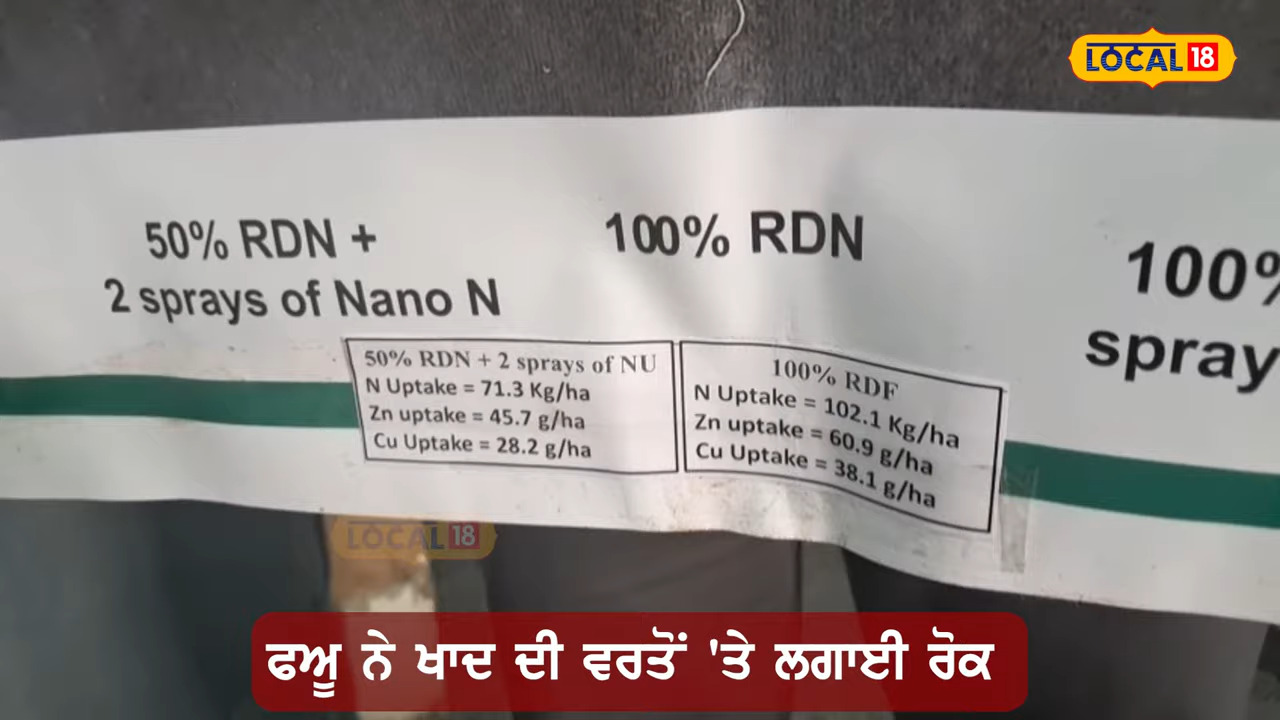 LOCAL 18
50% RDN +
2 sprays of Nano N
100% RDN
100%
spray
50% RDN + 2 sprays of NU
N Uptake = 71.3 Kg/ha
Zn uptake = 45.7 g/ha
Cu Uptake = 28.2 g/ha
100% RDF
N Uptake = 102.1 Kg/ha
Zn uptake = 60.9 g/ha
Cu Uptake = 38.1 g/ha
LOCAL 18
ਫਅੂ ਨੇ ਖਾਦ ਦੀ ਵਰਤੋਂ 'ਤੇ ਲਗਾਈ ਰੋਕ